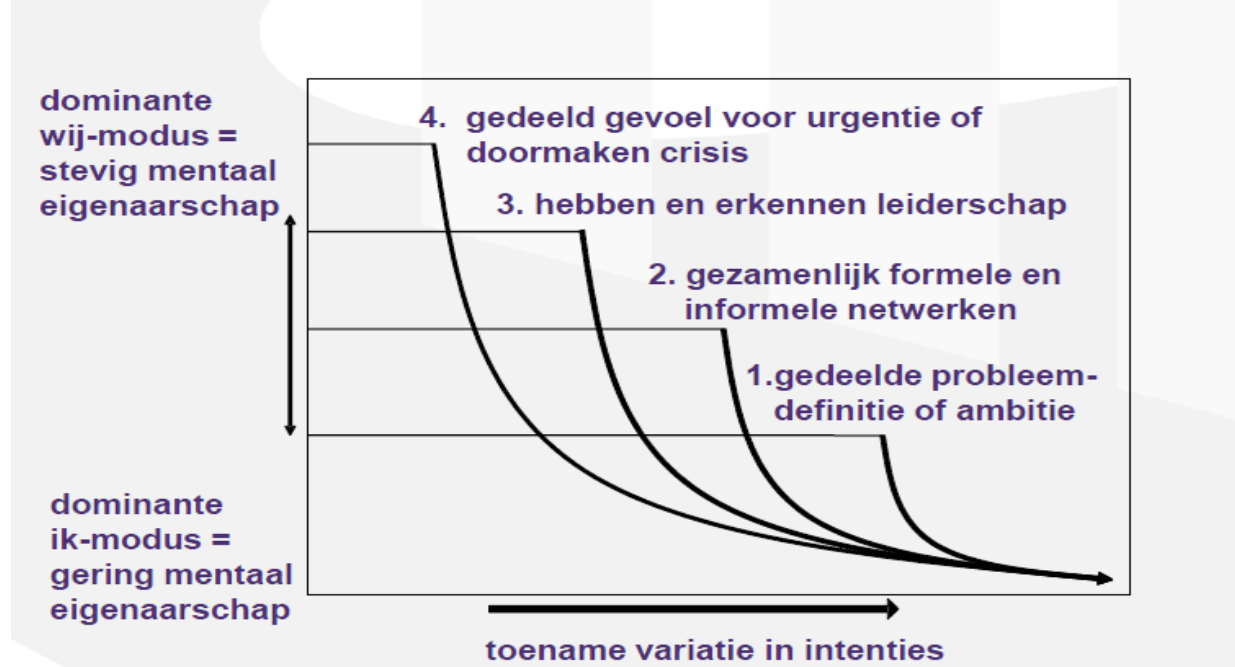 dominante
wij-modus =
stevig mentaal
eigenaarschap
4. gedeeld gevoel voor urgentie of
doormaken crisis
3. hebben en erkennen leiderschap
2. gezamenlijk formele en
informele netwerken
1.gedeelde probleem-
definitie of ambitie
dominante
ik-modus =
gering mentaal
eigenaarschap
toename variatie in intenties